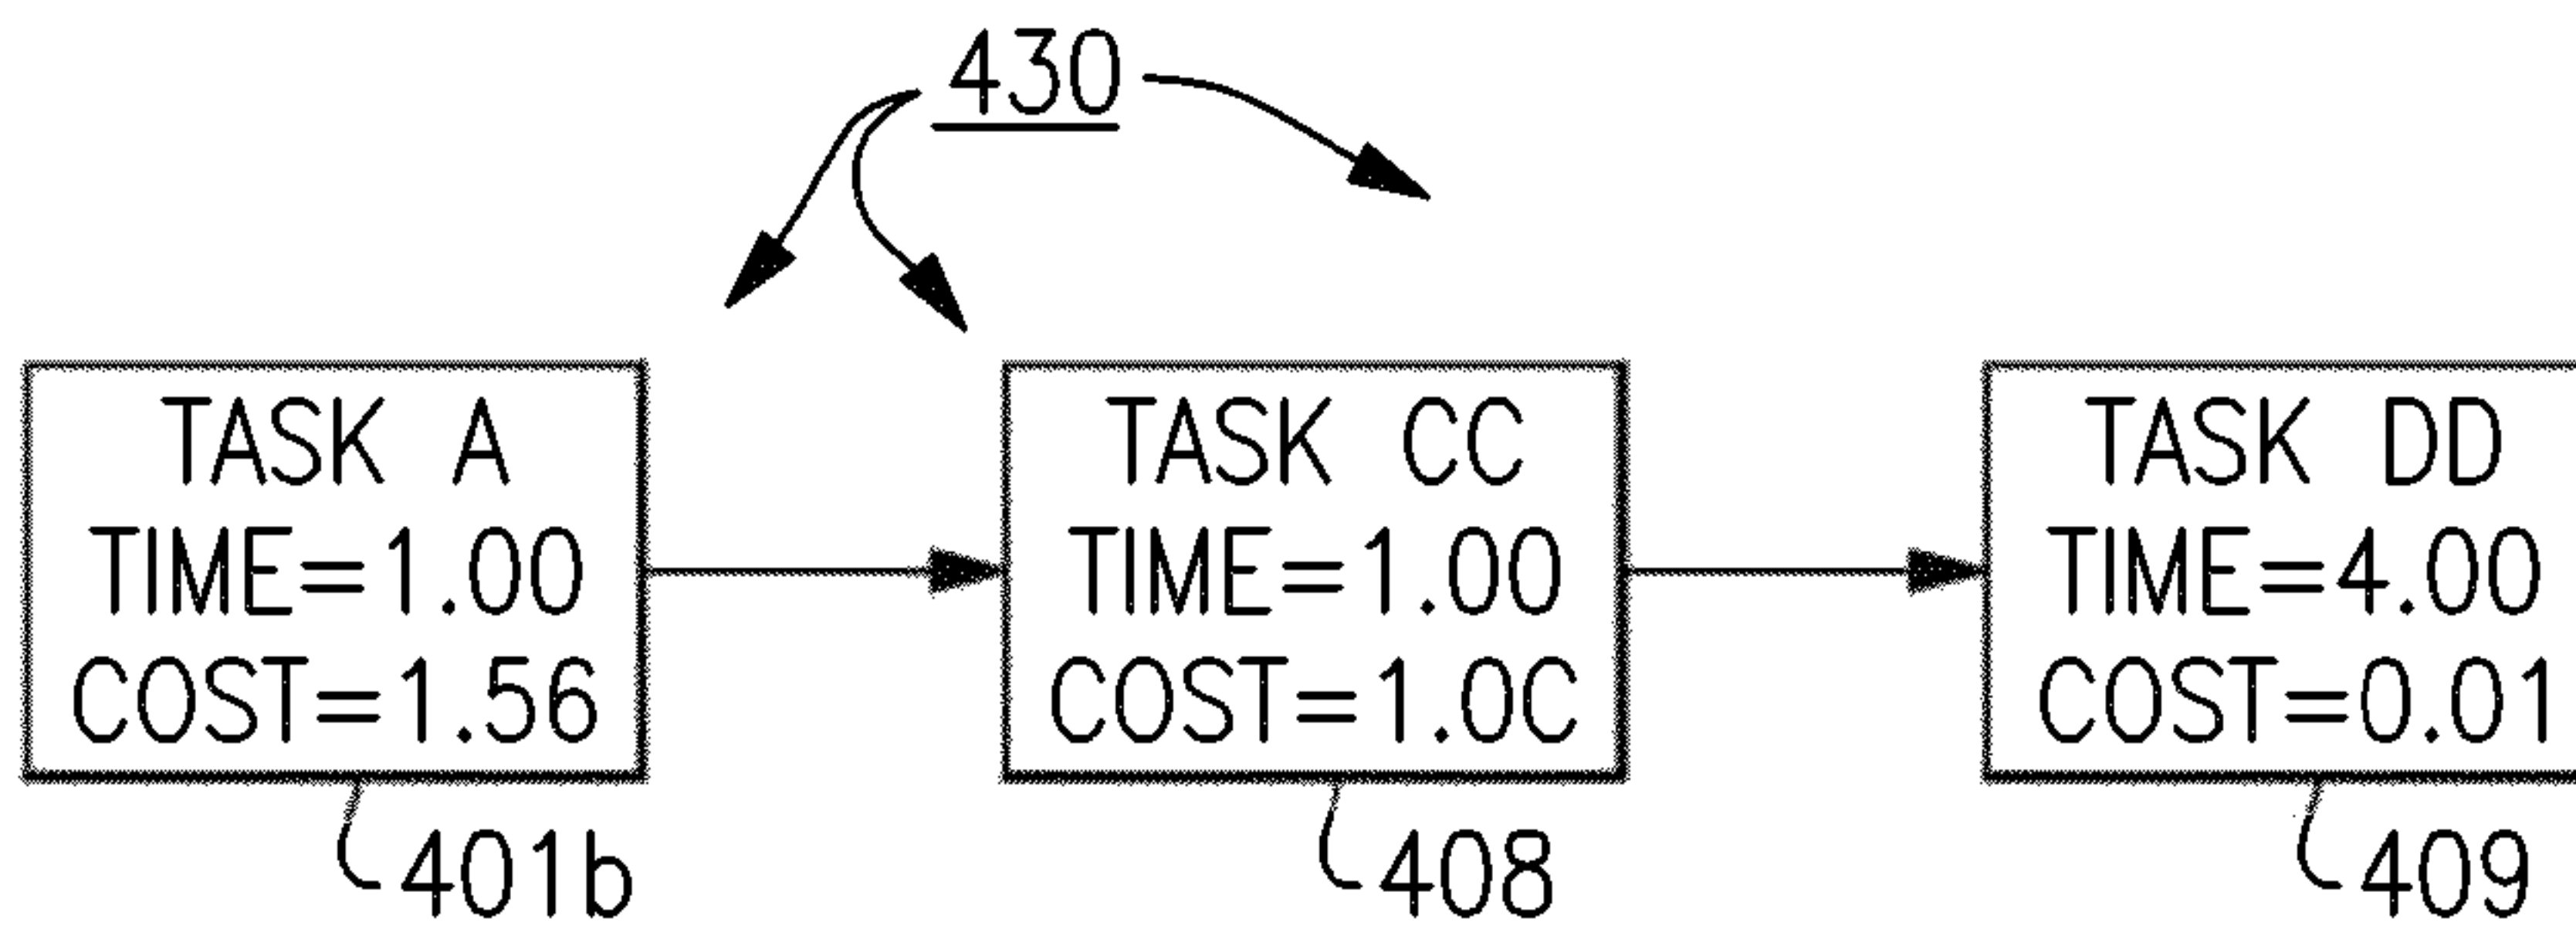 430
TASK A
TIME=1.00
COST=1.56
401b
TASK CC
TIME=1.00
COST=1.0C
408
TASK DD
TIME=4.00
COST=0.01
409